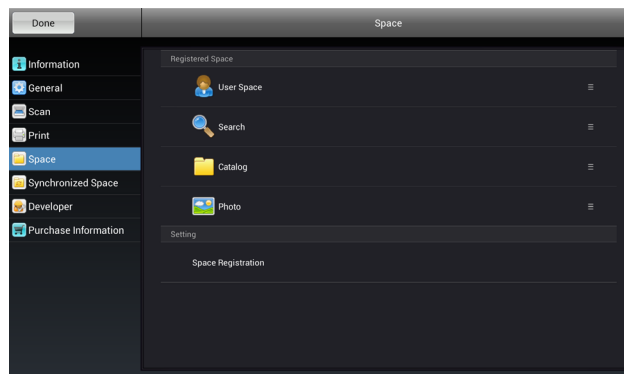 Done
Space
Information
General
Scan
Print
Space
Synchronized Space
Developer
Purchase Information
Registered Space
User Space
Search
Catalog
Photo
Setting
Space Registration